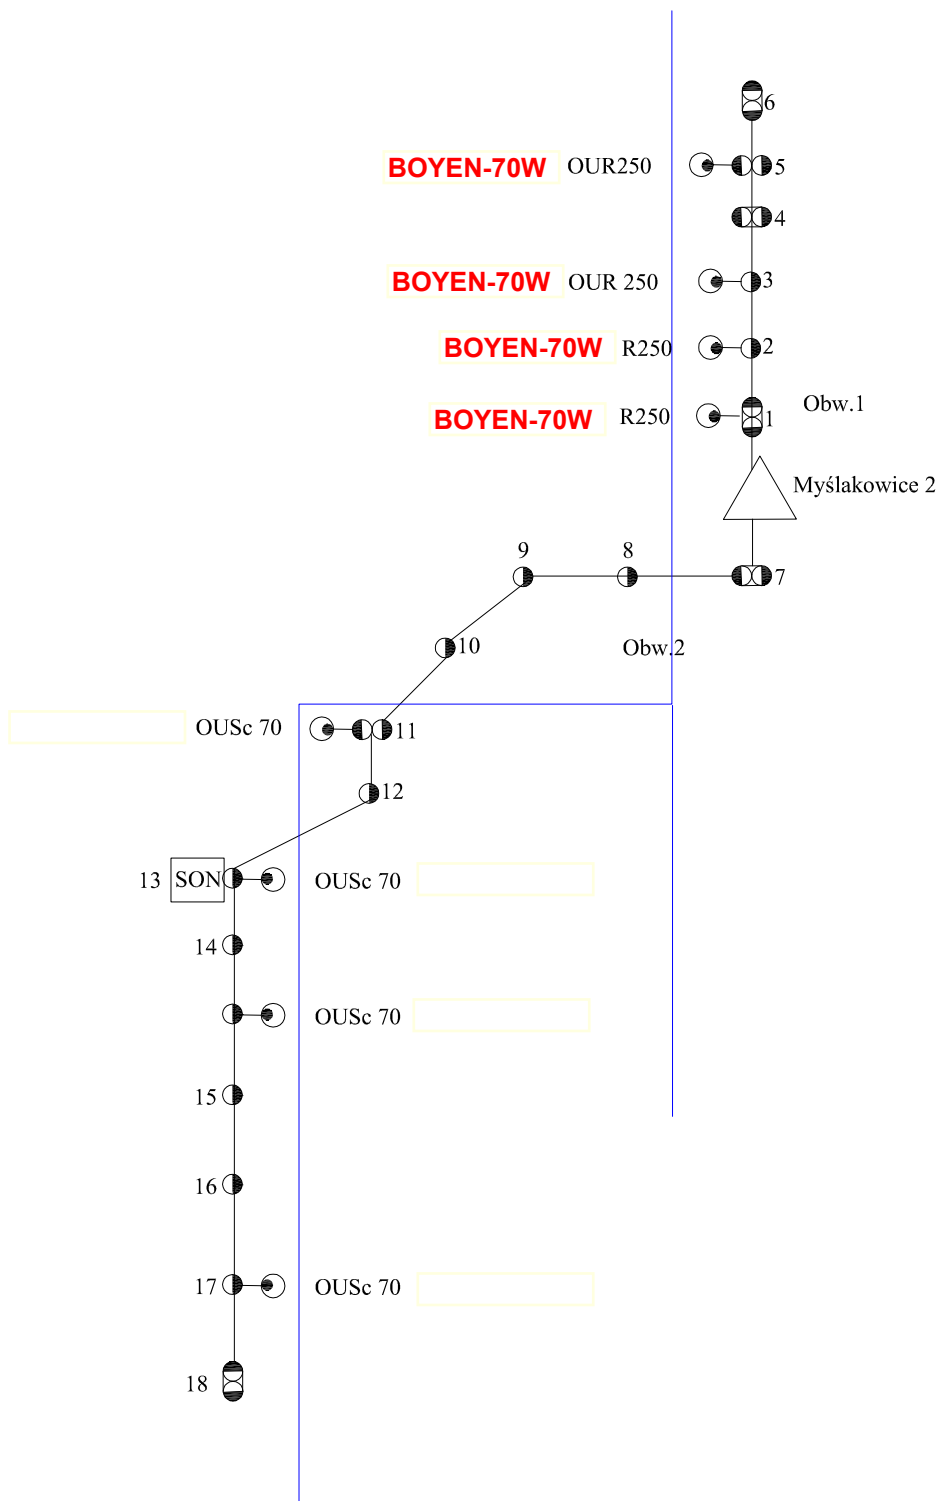 6
BOYEN-70W OUR250 5
4
BOYEN-70W OUR 250 3
BOYEN-70W R250 2
Obw.1
BOYEN-70W R250 1
Myślakowice 2
9 8
7
10 Obw.2
OUSc 70 11
12
13 SON OUSc 70
14
OUSc 70
15
16
17 OUSc 70
18